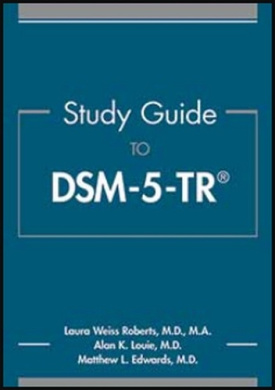 Study Guide
TO
DSM-5-TR®
Laura Weiss Roberts, M.D., M.A.
Alan K. Louie, M.D.
Matthew L. Edwards, M.D.